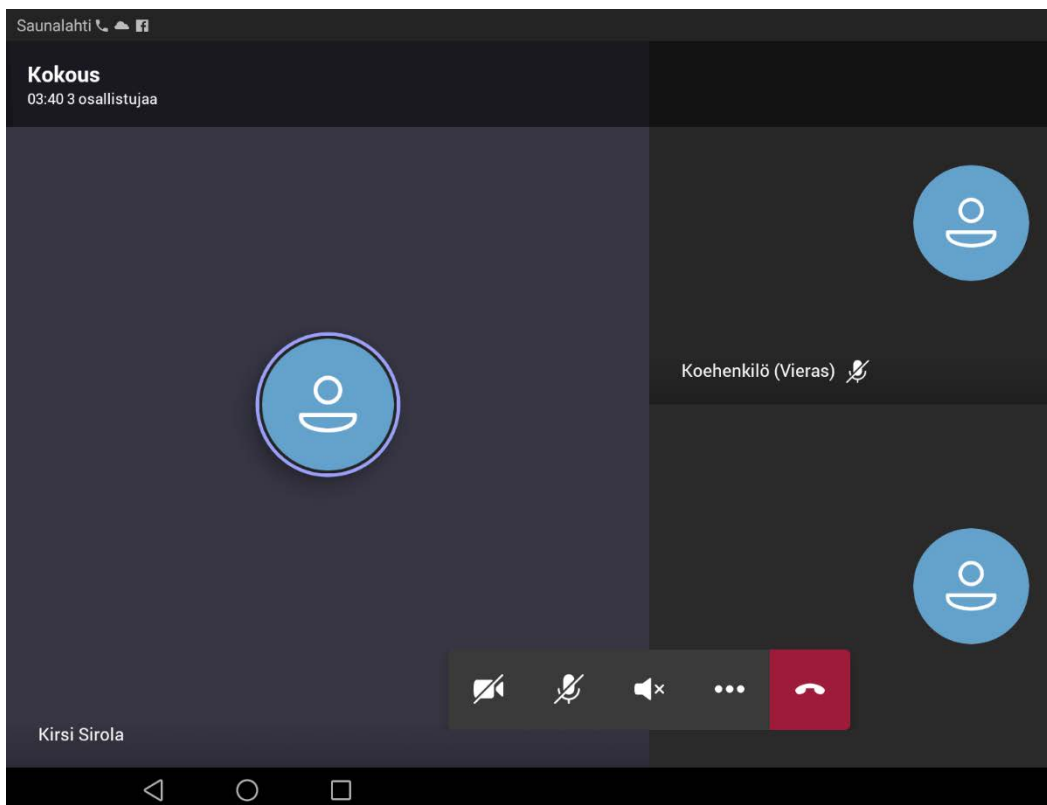 Saunalahti
Kokous
03:40 3 osallistujaa
Koehenkilö (Vieras)
Kirsi Sirola